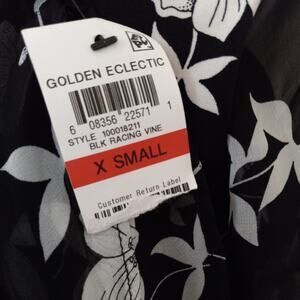 GOLDEN ECLECTIC
6 08356 22571 1
STYLE 100018211
BLK RACING VINE
X SMALL
Customer Return Label